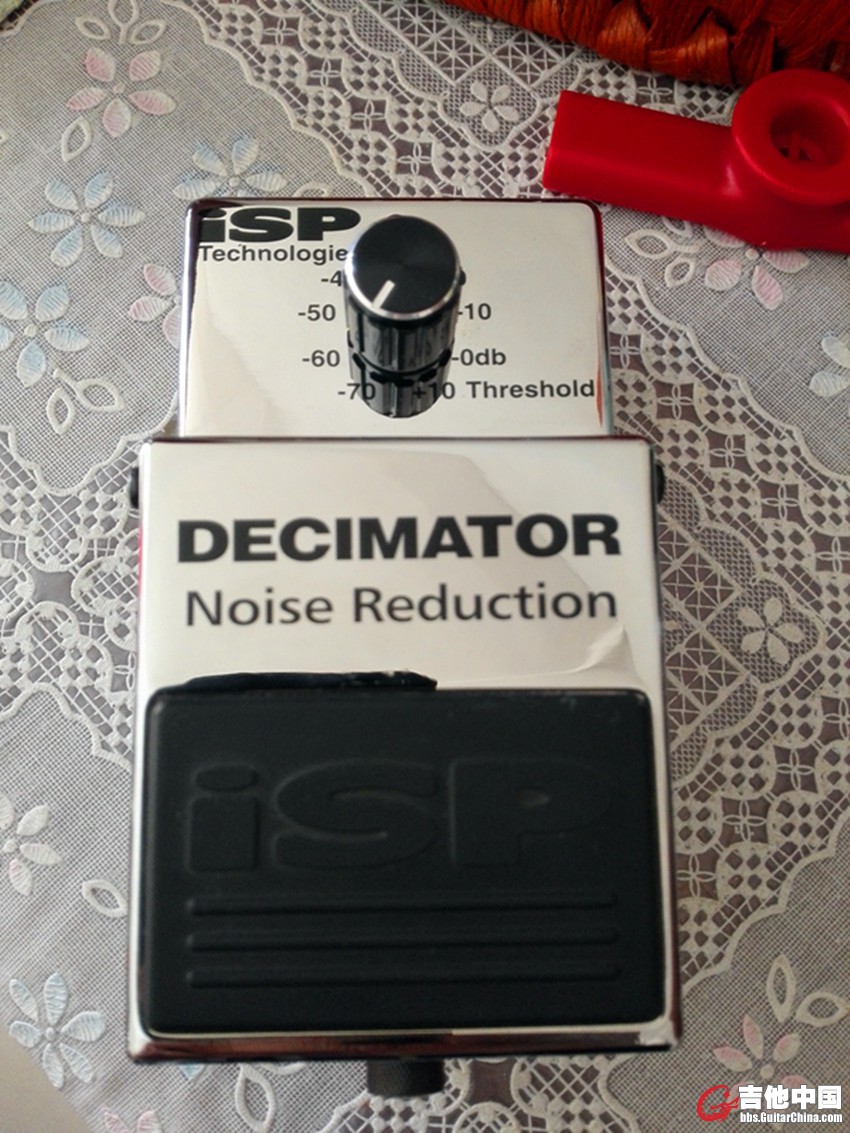 iSP
Technologie
-4
-50 -10
-60 -0db
-70 +10 Threshold
DECIMATOR
Noise Reduction
iSP
吉他中国
bbs.GuitarChina.com